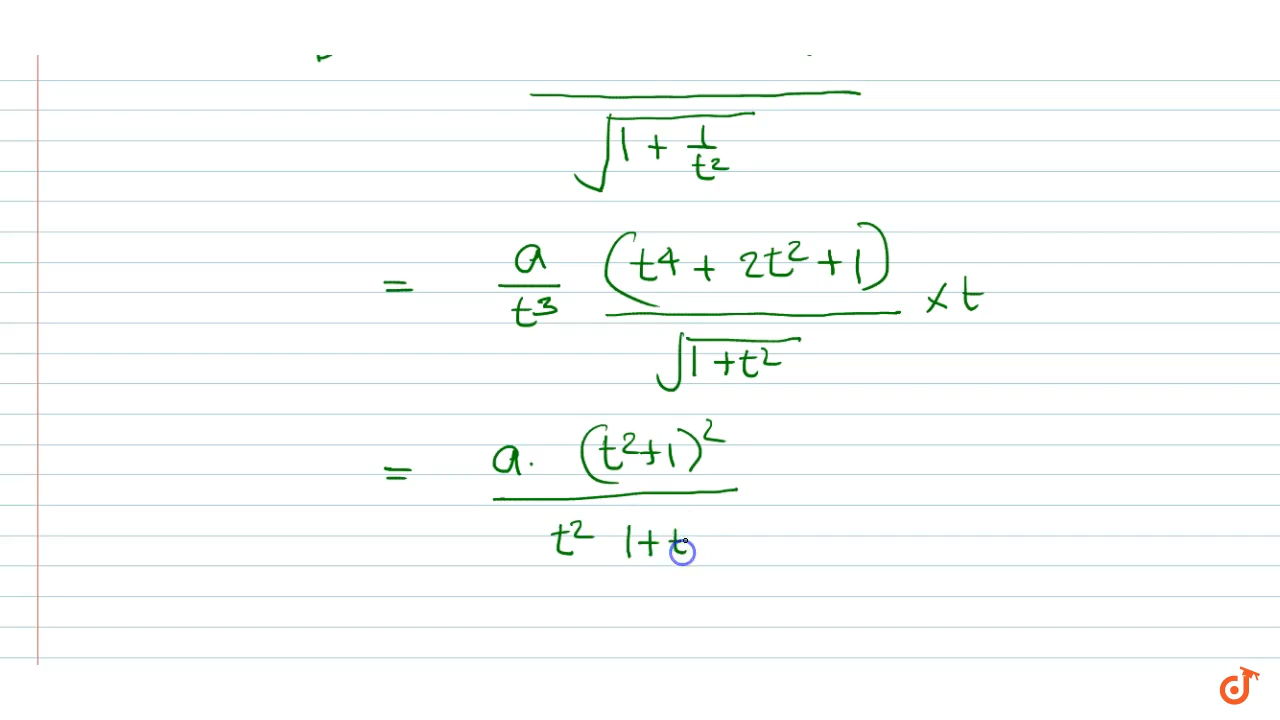 √(1 + 1/t²)
= a/t³ (t⁴ + 2t² + 1)/√(1 + t²) × t
= a. (t² + 1)²/t² 1 + t